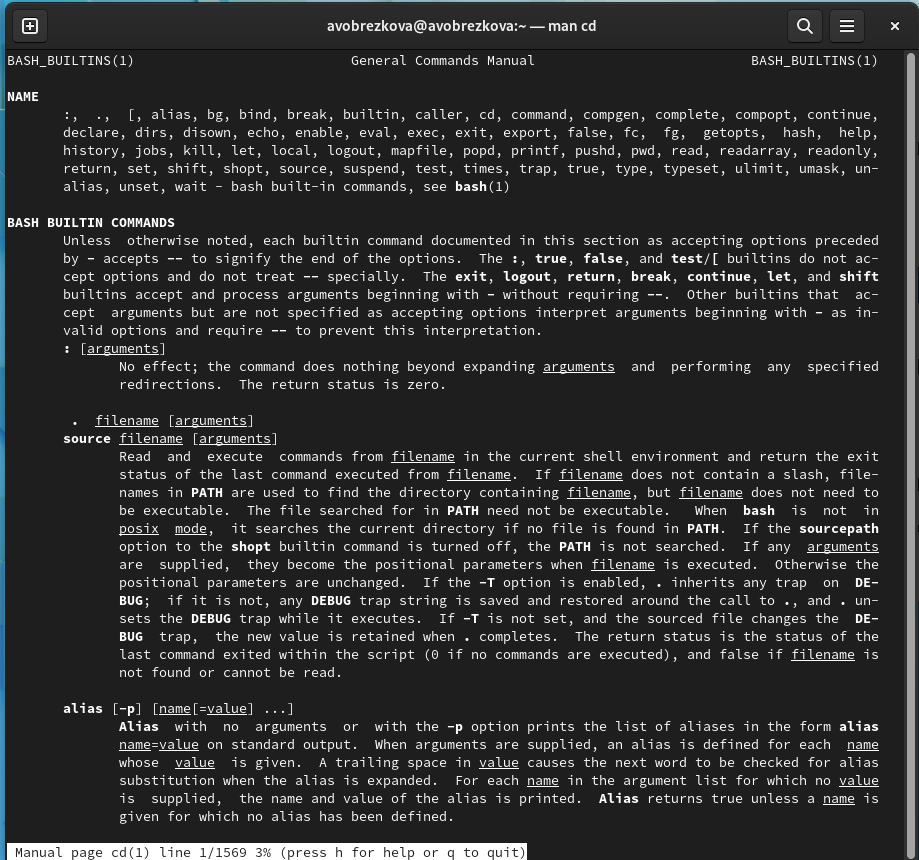 avobrezkova@avobrezkova:~ — man cd
BASH_BUILTINS(1) General Commands Manual BASH_BUILTINS(1)
NAME
:, ., [, alias, bg, bind, break, builtin, caller, cd, command, compgen, complete, compopt, continue,
declare, dirs, disown, echo, enable, eval, exec, exit, export, false, fc, fg, getopts, hash, help,
history, jobs, kill, let, local, logout, mapfile, popd, printf, pushd, pwd, read, readarray, readonly,
return, set, shift, shopt, source, suspend, test, times, trap, true, type, typeset, ulimit, umask, un-
alias, unset, wait - bash built-in commands, see bash(1)
BASH BUILTIN COMMANDS
Unless otherwise noted, each builtin command documented in this section as accepting options preceded
by - accepts -- to signify the end of the options. The :, true, false, and test/[ builtins do not ac-
cept options and do not treat -- specially. The exit, logout, return, break, continue, let, and shift
builtins accept and process arguments beginning with - without requiring --. Other builtins that ac-
cept arguments but are not specified as accepting options interpret arguments beginning with - as in-
valid options and require -- to prevent this interpretation.
: [arguments]
No effect; the command does nothing beyond expanding arguments and performing any specified
redirections. The return status is zero.
. filename [arguments]
source filename [arguments]
Read and execute commands from filename in the current shell environment and return the exit
status of the last command executed from filename. If filename does not contain a slash, file-
names in PATH are used to find the directory containing filename, but filename does not need to
be executable. The file searched for in PATH need not be executable. When bash is not in
posix mode, it searches the current directory if no file is found in PATH. If the sourcepath
option to the shopt builtin command is turned off, the PATH is not searched. If any arguments
are supplied, they become the positional parameters when filename is executed. Otherwise the
positional parameters are unchanged. If the -T option is enabled, . inherits any trap on DE-
BUG; if it is not, any DEBUG trap string is saved and restored around the call to ., and . un-
sets the DEBUG trap while it executes. If -T is not set, and the sourced file changes the DE-
BUG trap, the new value is retained when . completes. The return status is the status of the
last command exited within the script (0 if no commands are executed), and false if filename is
not found or cannot be read.
alias [-p] [name[=value] ...]
Alias with no arguments or with the -p option prints the list of aliases in the form alias
name=value on standard output. When arguments are supplied, an alias is defined for each name
whose value is given. A trailing space in value causes the next word to be checked for alias
substitution when the alias is expanded. For each name in the argument list for which no value
is supplied, the name and value of the alias is printed. Alias returns true unless a name is
given for which no alias has been defined.
Manual page cd(1) line 1/1569 3% (press h for help or q to quit)